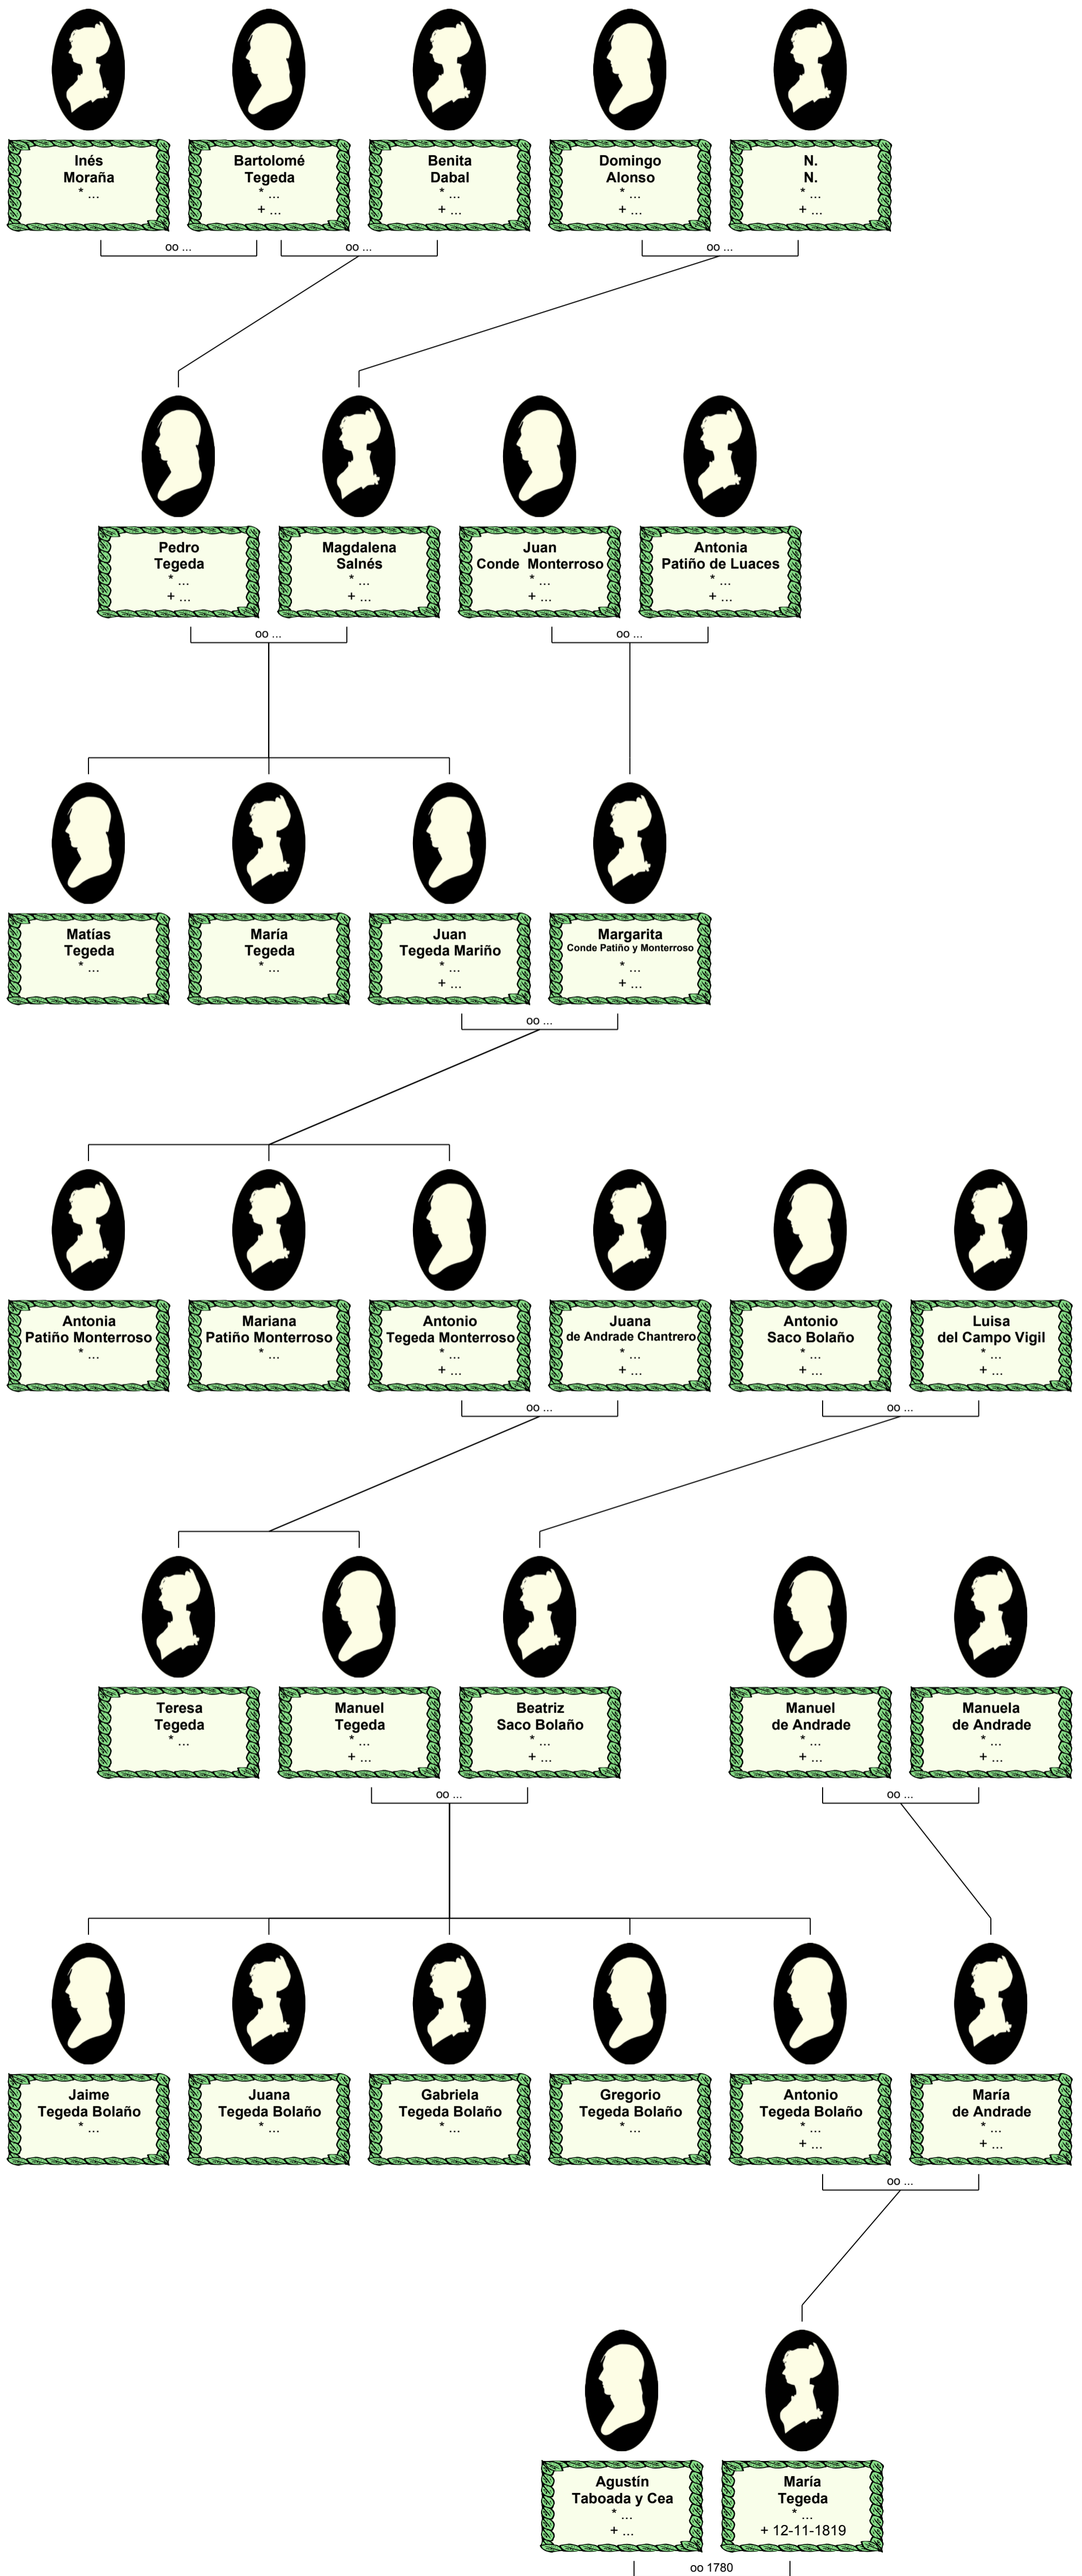 Inés
Moraña
* ...
Bartolomé
Tegeda
* ...
+ ...
Benita
Dabal
* ...
+ ...
Domingo
Alonso
* ...
+ ...
N.
N.
* ...
+ ...
oo ...
oo ...
oo ...
Pedro
Tegeda
* ...
+ ...
Magdalena
Salnés
* ...
+ ...
Juan
Conde  Monterroso
* ...
+ ...
Antonia
Patiño de Luaces
* ...
+ ...
oo ...
oo ...
Matías
Tegeda
* ...
María
Tegeda
* ...
Juan
Tegeda Mariño
* ...
+ ...
Margarita
Conde Patiño y Monterroso
* ...
+ ...
oo ...
Antonia
Patiño Monterroso
* ...
Mariana
Patiño Monterroso
* ...
Antonio
Tegeda Monterroso
* ...
+ ...
Juana
de Andrade Chantrero
* ...
+ ...
Antonio
Saco Bolaño
* ...
+ ...
Luisa
del Campo Vigil
* ...
+ ...
oo ...
oo ...
Teresa
Tegeda
* ...
Manuel
Tegeda
* ...
+ ...
Beatriz
Saco Bolaño
* ...
+ ...
Manuel
de Andrade
* ...
+ ...
Manuela
de Andrade
* ...
+ ...
oo ...
oo ...
Jaime
Tegeda Bolaño
* ...
Juana
Tegeda Bolaño
* ...
Gabriela
Tegeda Bolaño
* ...
Gregorio
Tegeda Bolaño
* ...
Antonio
Tegeda Bolaño
* ...
+ ...
María
de Andrade
* ...
+ ...
oo ...
Agustín
Taboada y Cea
* ...
+ ...
María
Tegeda
* ...
+ 12-11-1819
oo 1780